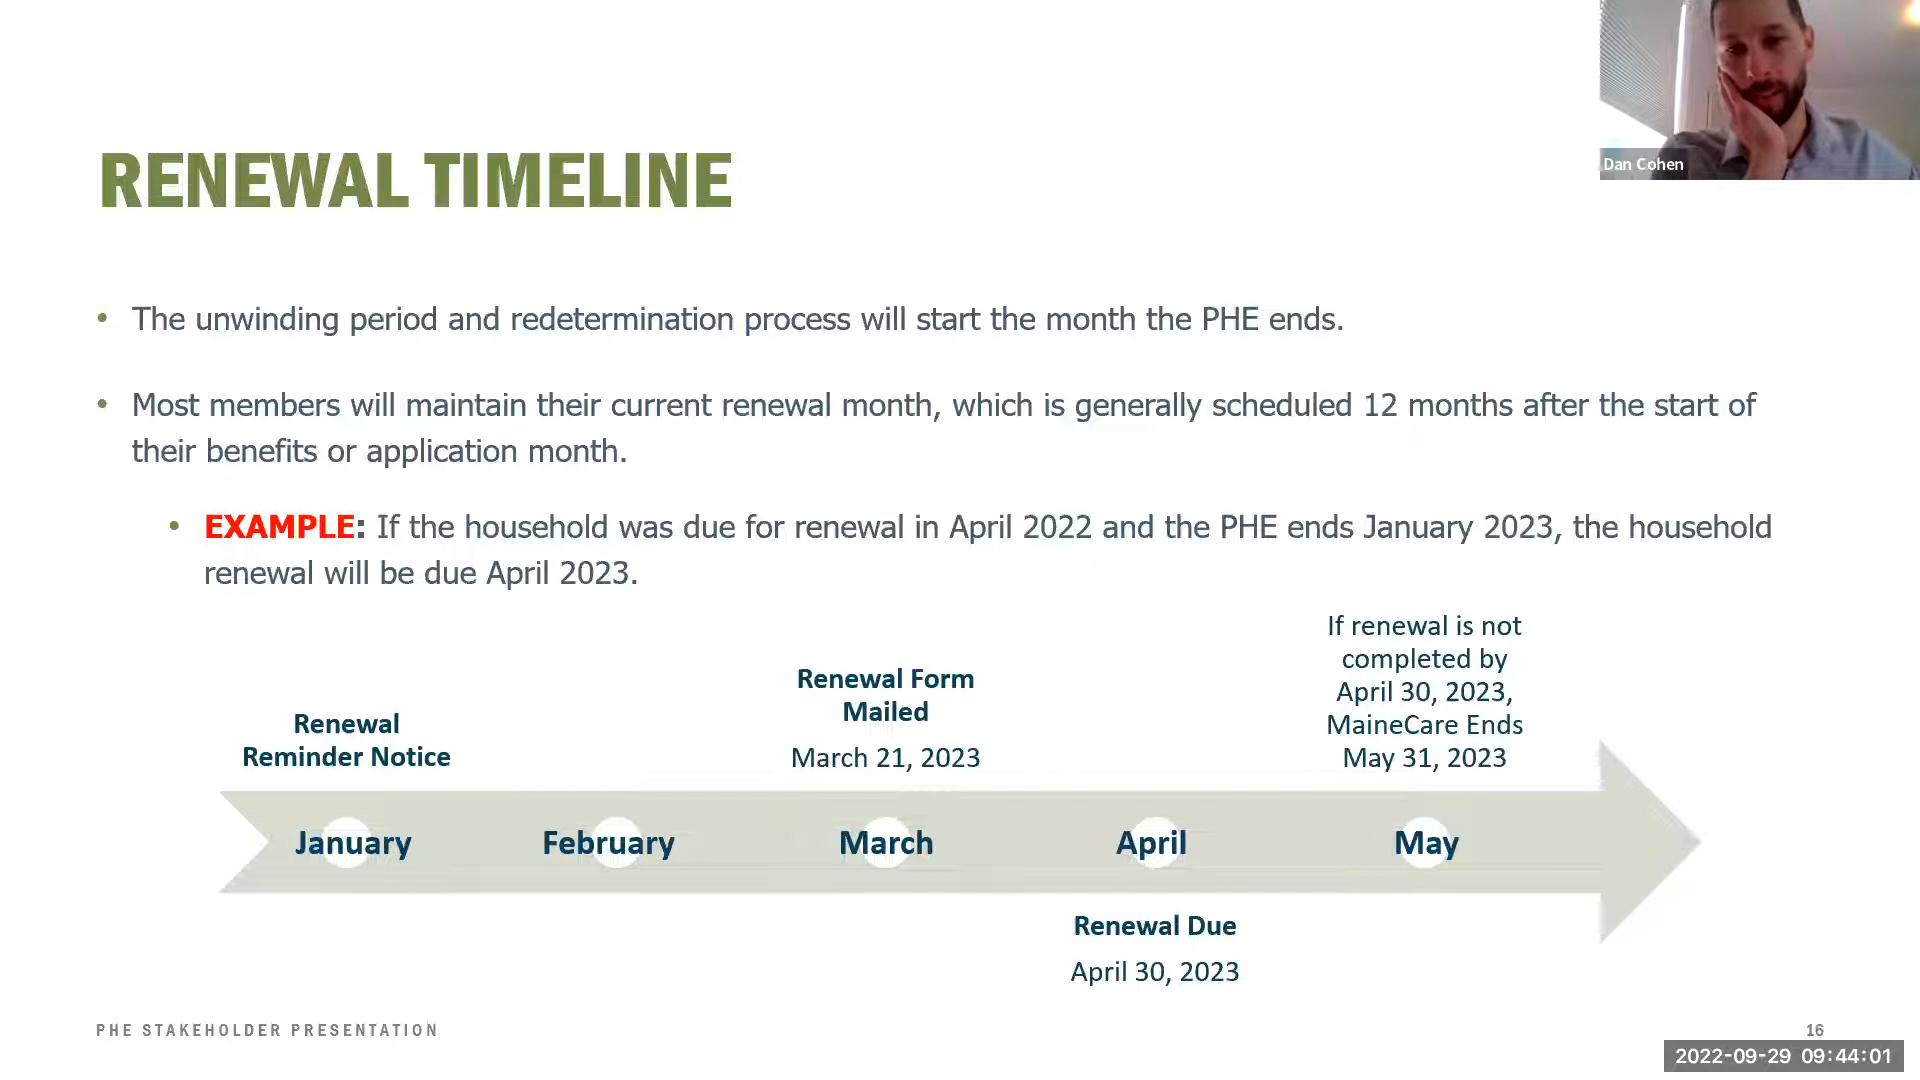 Dan Cohen
RENEWAL TIMELINE
• The unwinding period and redetermination process will start the month the PHE ends.
• Most members will maintain their current renewal month, which is generally scheduled 12 months after the start of
their benefits or application month.
• EXAMPLE: If the household was due for renewal in April 2022 and the PHE ends January 2023, the household
renewal will be due April 2023.
Renewal
Reminder Notice
Renewal Form
Mailed
March 21, 2023
If renewal is not
completed by
April 30, 2023,
MaineCare Ends
May 31, 2023
January February March April May
Renewal Due
April 30, 2023
PHE STAKEHOLDER PRESENTATION
16
2022-09-29 09:44:01